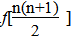 f[n(n+1)/2 ]